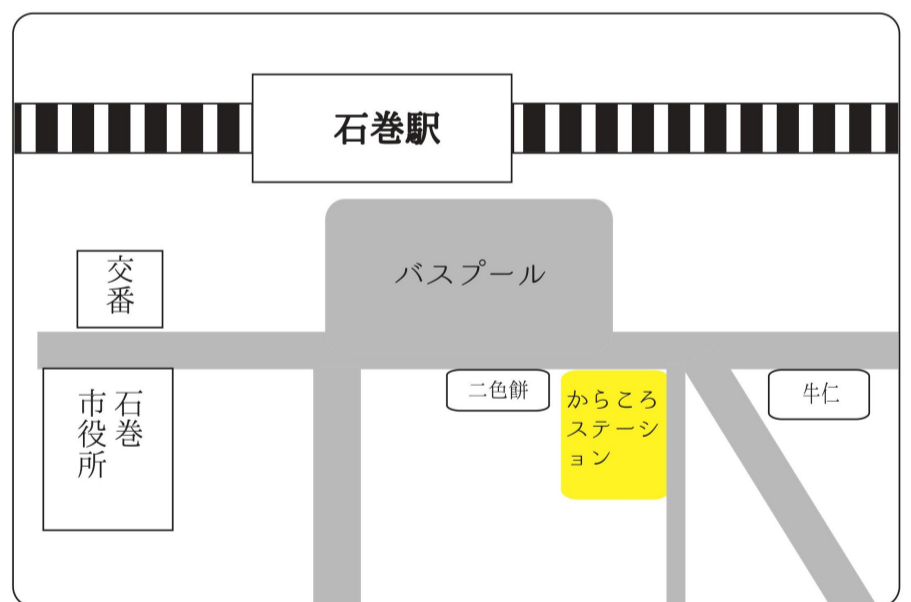 石巻駅
バスプール
交番
石巻
市役所
二色餅
からころ
ステーシ
ョン
牛仁